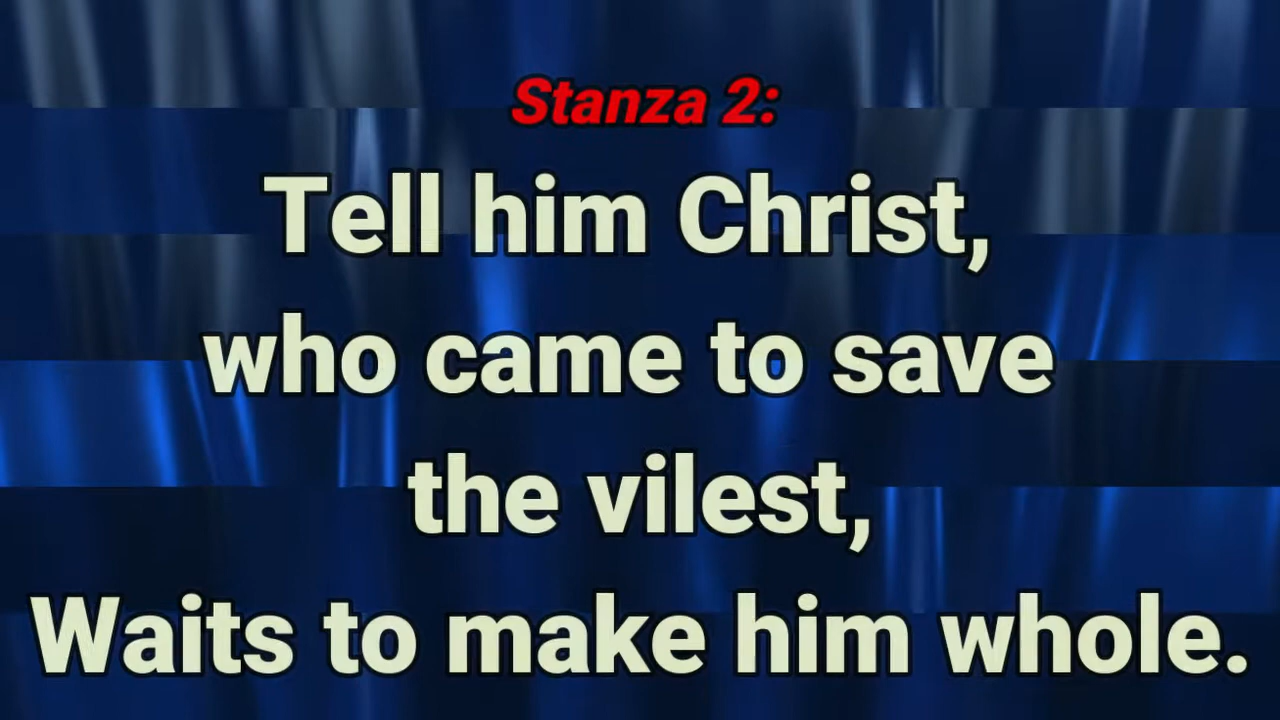 Stanza 2:
Tell him Christ,
who came to save
the vilest,
Waits to make him whole.